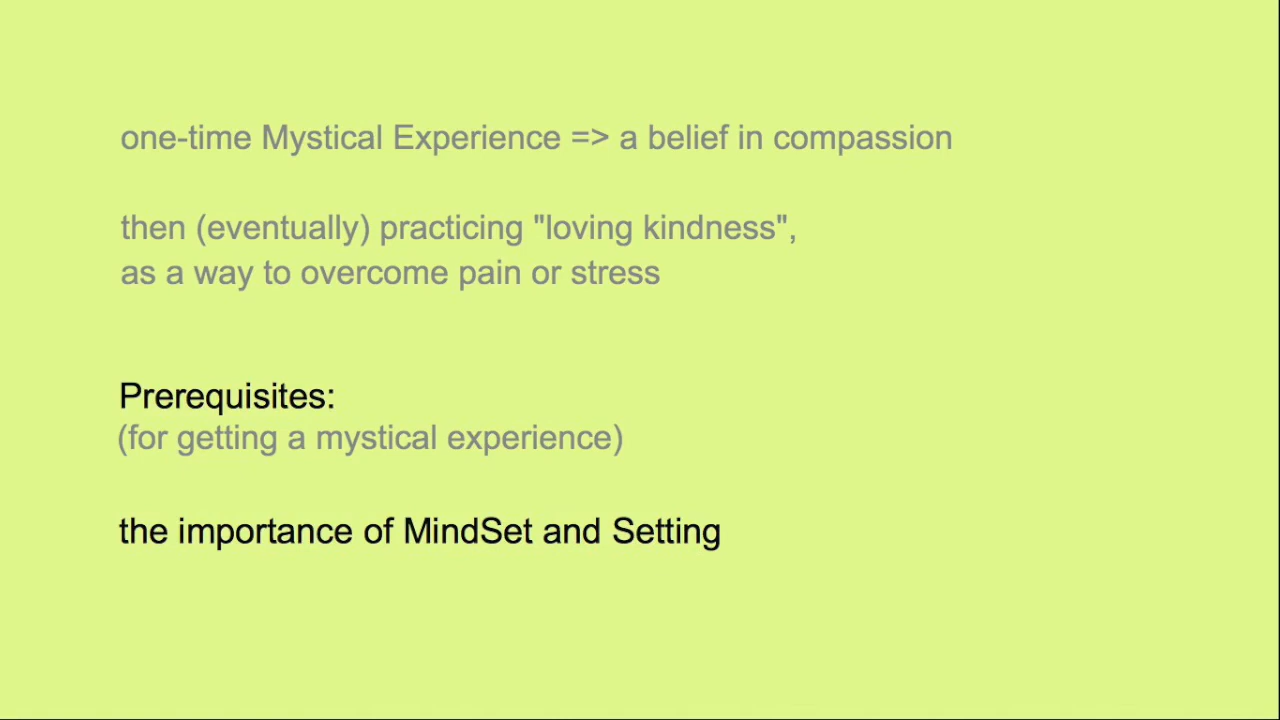 one-time Mystical Experience => a belief in compassion
then (eventually) practicing "loving kindness",
as a way to overcome pain or stress
Prerequisites:
(for getting a mystical experience)
the importance of MindSet and Setting